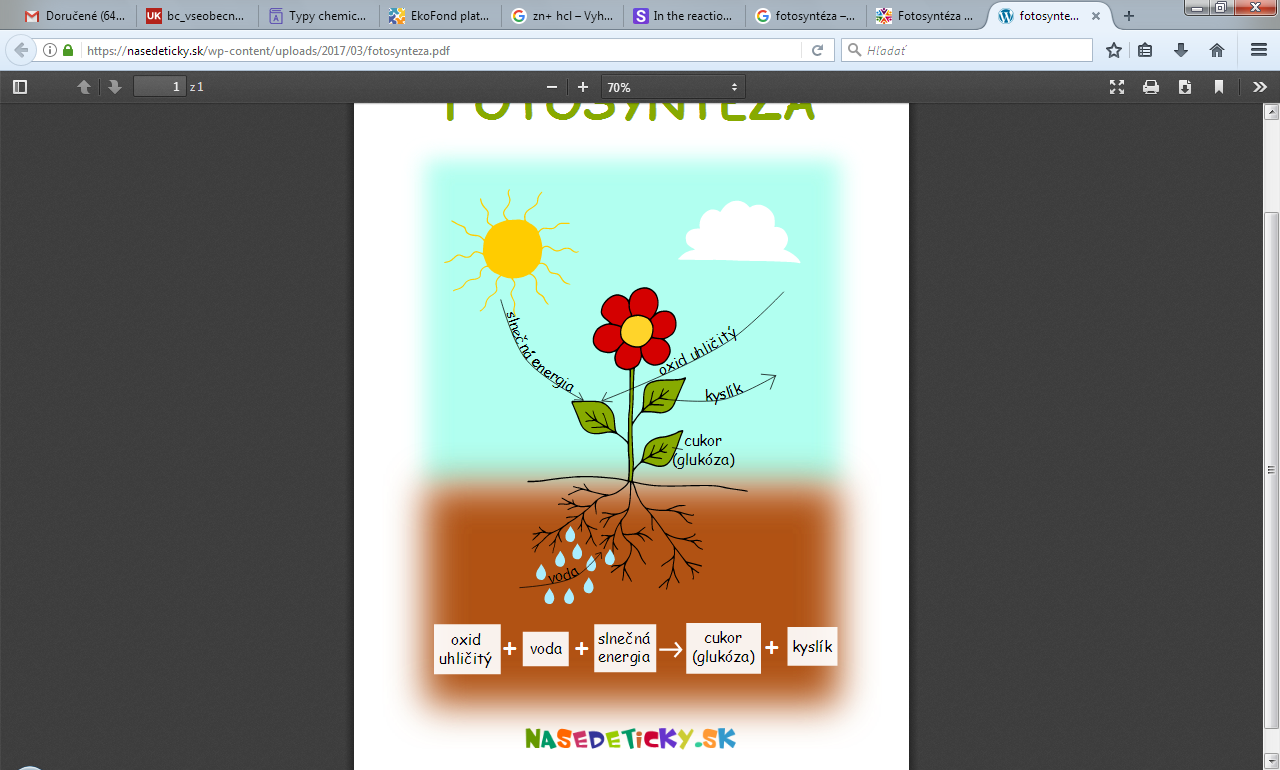 Doručené (64…
bc_vseobecn…
Typy chemic…
EkoFond plat…
zn+ hcl – Vyh…
In the reactio…
fotosyntéza –…
Fotosyntéza …
fotosynte…
https://nasedeticky.sk/wp-content/uploads/2017/03/fotosynteza.pdf
Hľadať
1 z 1
70%
FOTOSYNTÉZA
slnečná energia
oxid uhličitý
kyslík
cukor
(glukóza)
voda
oxid uhličitý + voda + slnečná energia → cukor (glukóza) + kyslík
NASEDETICKY.SK